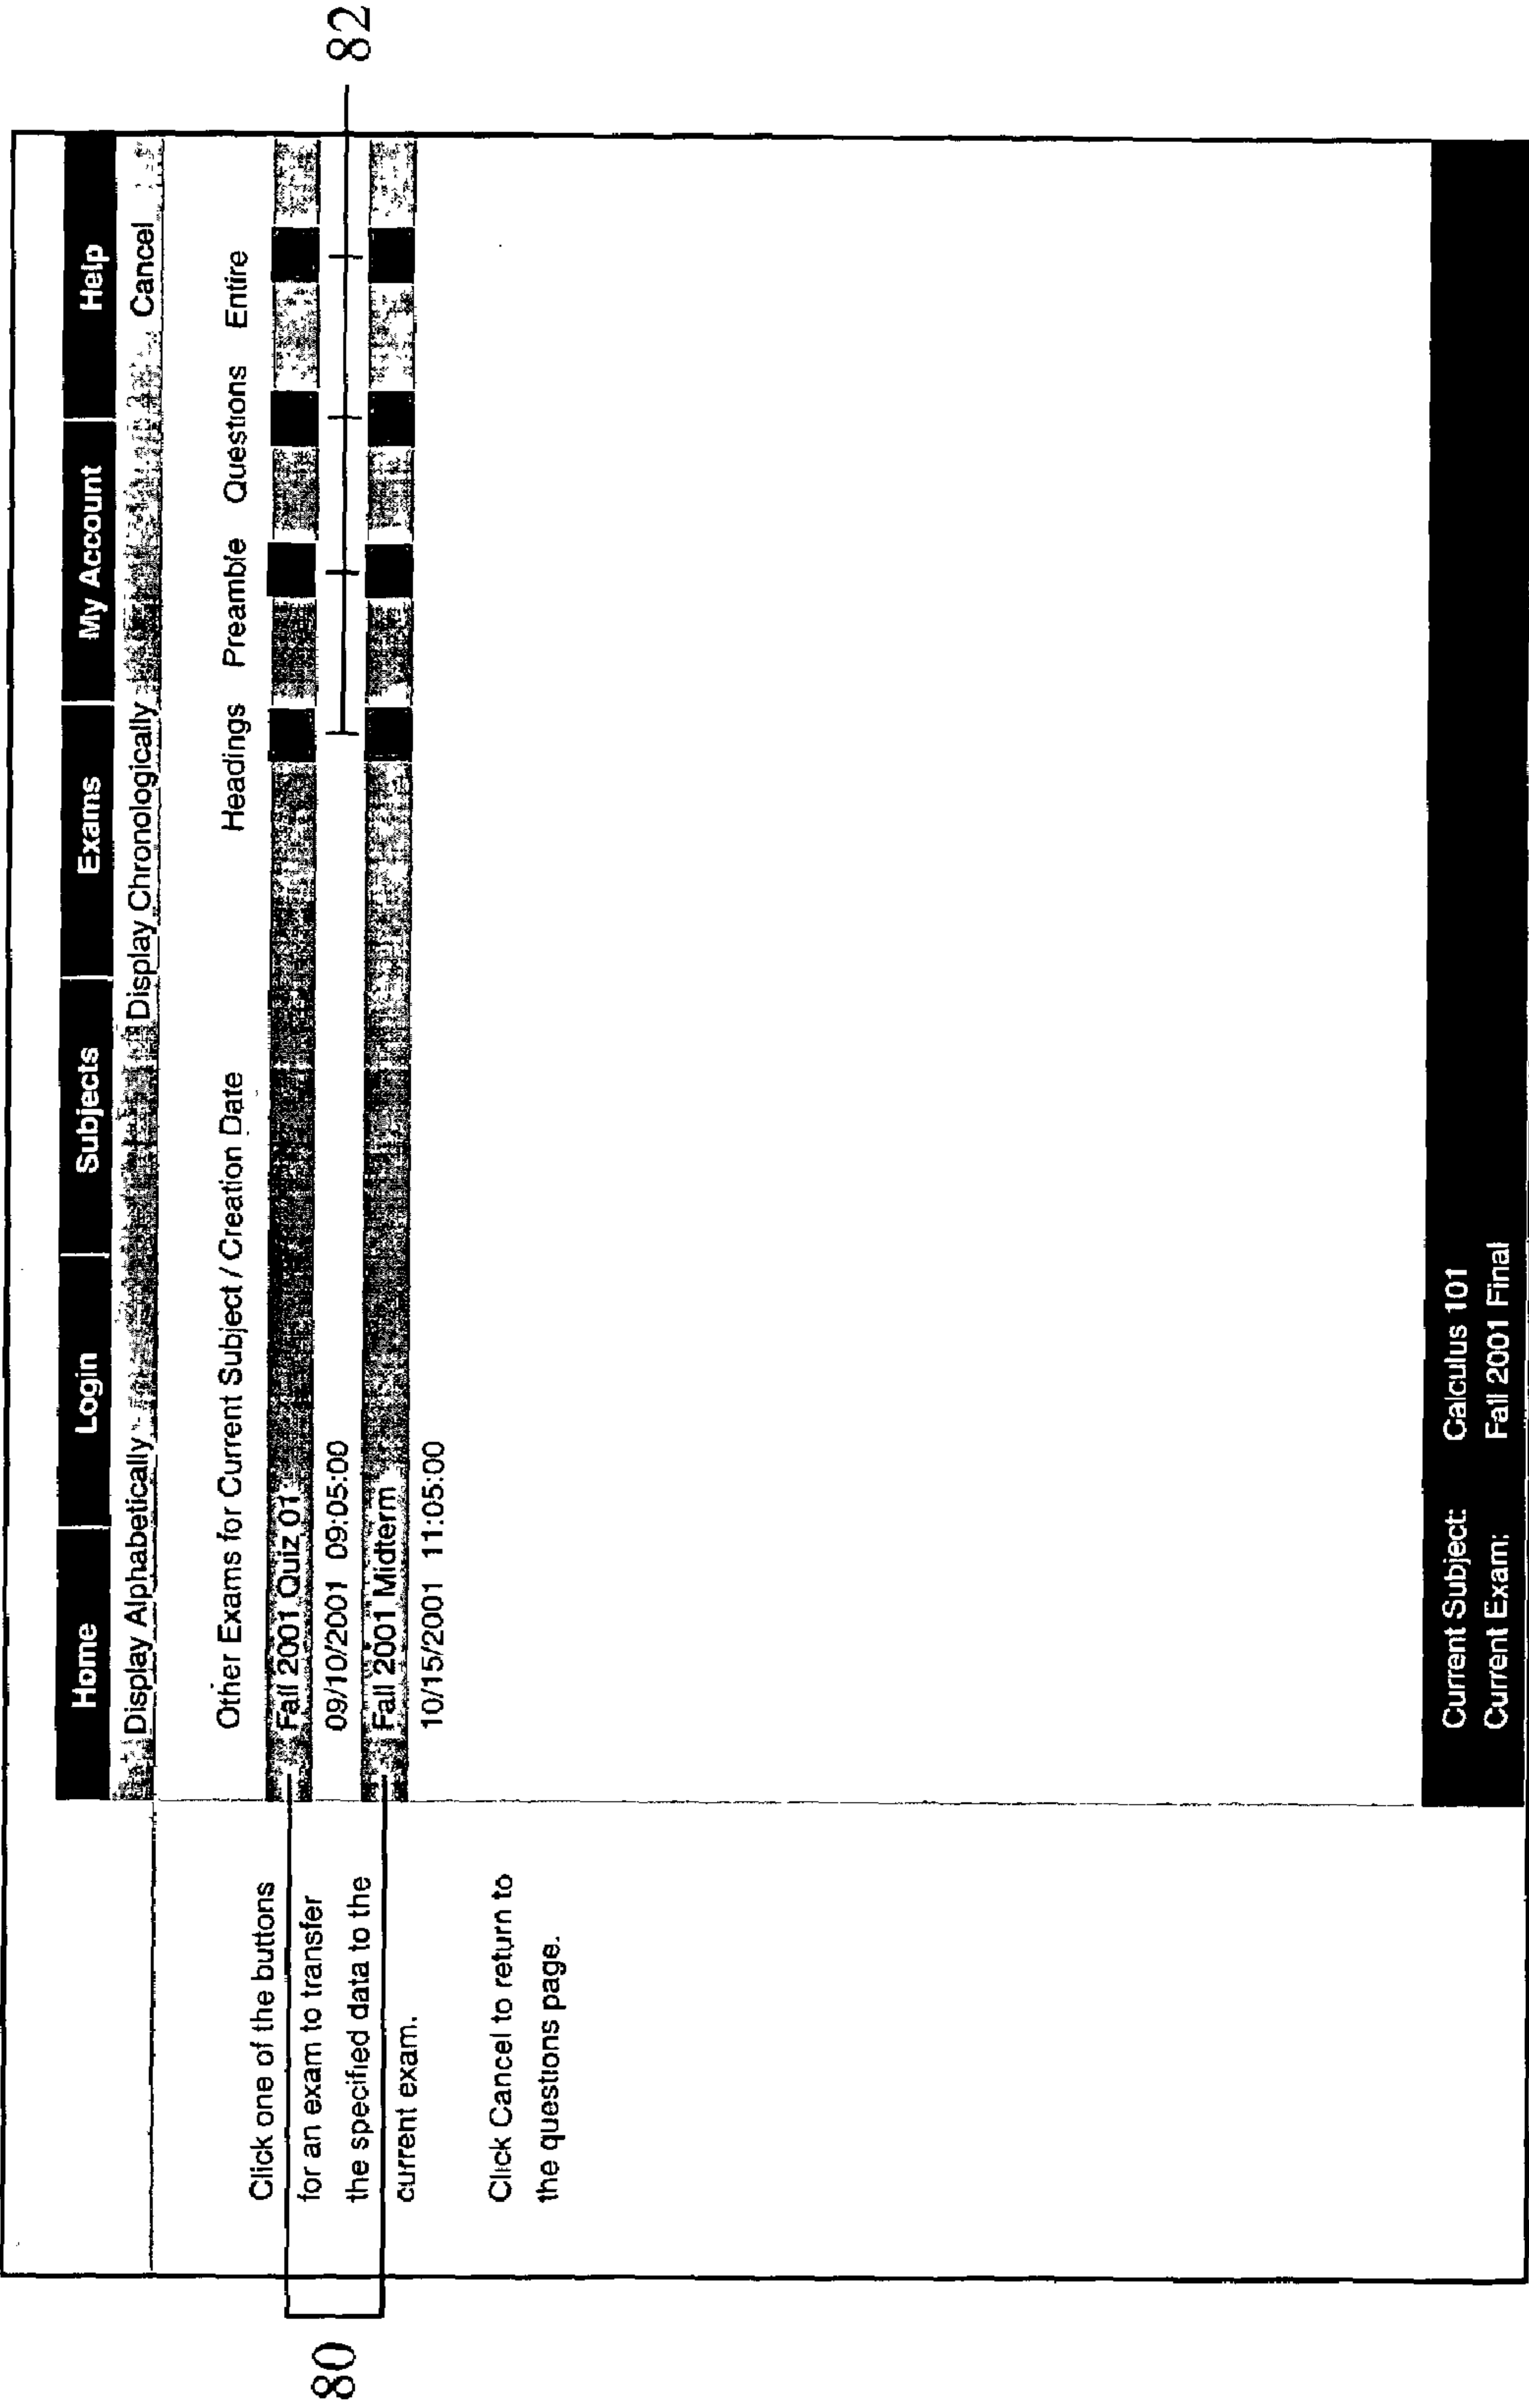 Home Login Subjects Exams My Account Help
Display Alphabetically Display Chronologically Cancel
Other Exams for Current Subject / Creation Date Headings Preamble Questions Entire
Fall 2001 Quiz 01
09/10/2001 09:05:00
Fall 2001 Midterm
10/15/2001 11:05:00
82
Click one of the buttons
for an exam to transfer
the specified data to the
current exam.
Click Cancel to return to
the questions page.
80
Current Subject: Calculus 101
Current Exam: Fall 2001 Final